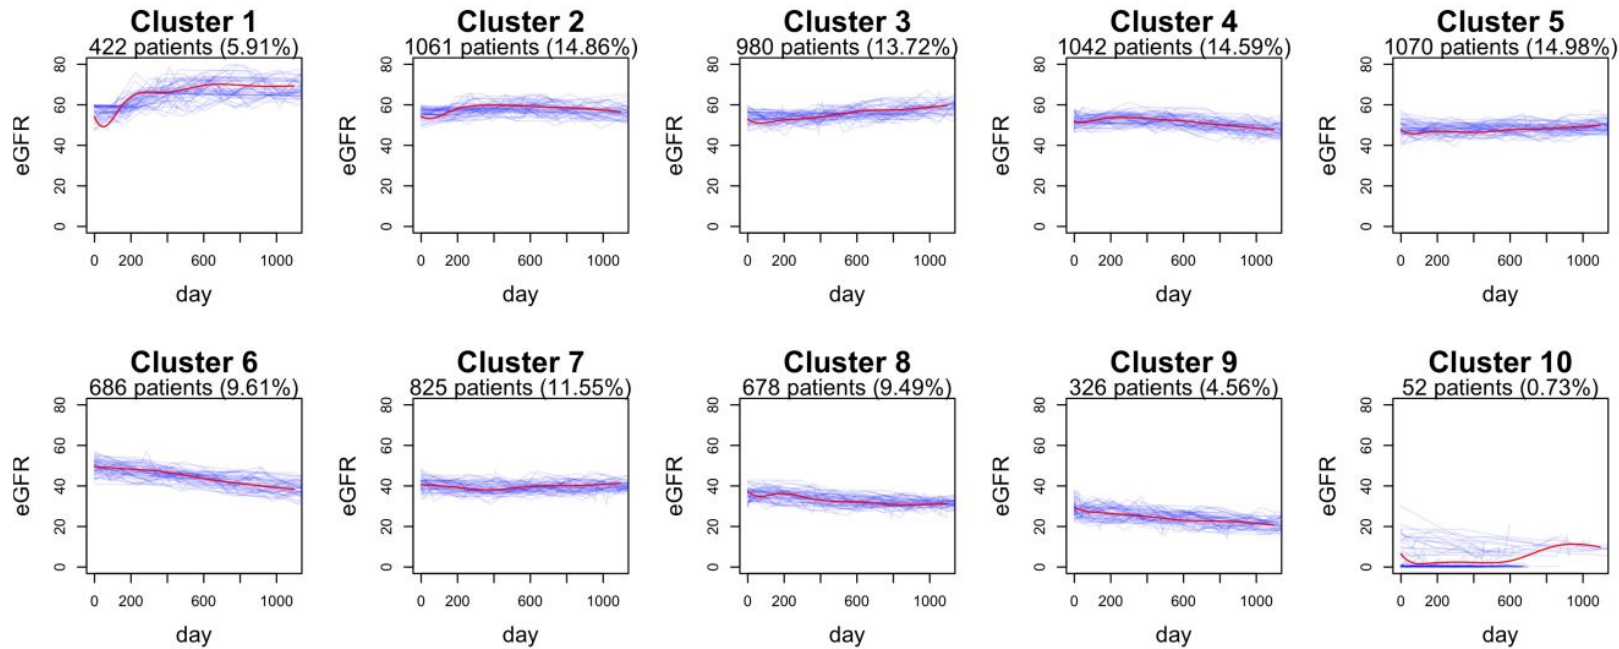 Cluster 1
422 patients (5.91%)
80
60
40
20
0
eGFR
0 200 600 1000
day
Cluster 2
1061 patients (14.86%)
80
60
40
20
0
eGFR
0 200 600 1000
day
Cluster 3
980 patients (13.72%)
80
60
40
20
0
eGFR
0 200 600 1000
day
Cluster 4
1042 patients (14.59%)
80
60
40
20
0
eGFR
0 200 600 1000
day
Cluster 5
1070 patients (14.98%)
80
60
40
20
0
eGFR
0 200 600 1000
day
Cluster 6
686 patients (9.61%)
80
60
40
20
0
eGFR
0 200 600 1000
day
Cluster 7
825 patients (11.55%)
80
60
40
20
0
eGFR
0 200 600 1000
day
Cluster 8
678 patients (9.49%)
80
60
40
20
0
eGFR
0 200 600 1000
day
Cluster 9
326 patients (4.56%)
80
60
40
20
0
eGFR
0 200 600 1000
day
Cluster 10
52 patients (0.73%)
80
60
40
20
0
eGFR
0 200 600 1000
day